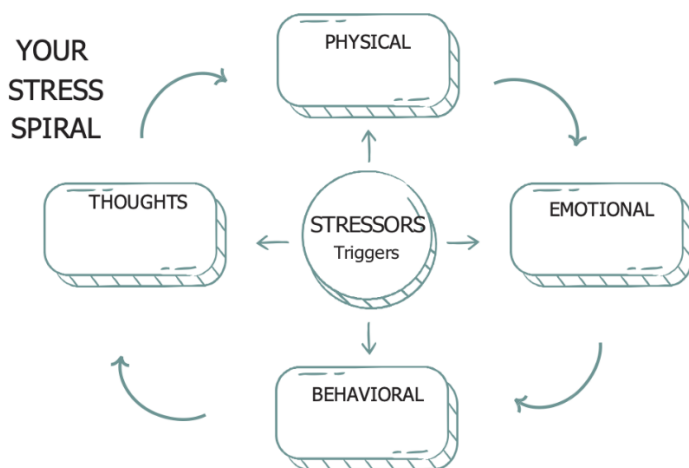 YOUR
STRESS
SPIRAL
PHYSICAL
THOUGHTS
STRESSORS
Triggers
EMOTIONAL
BEHAVIORAL